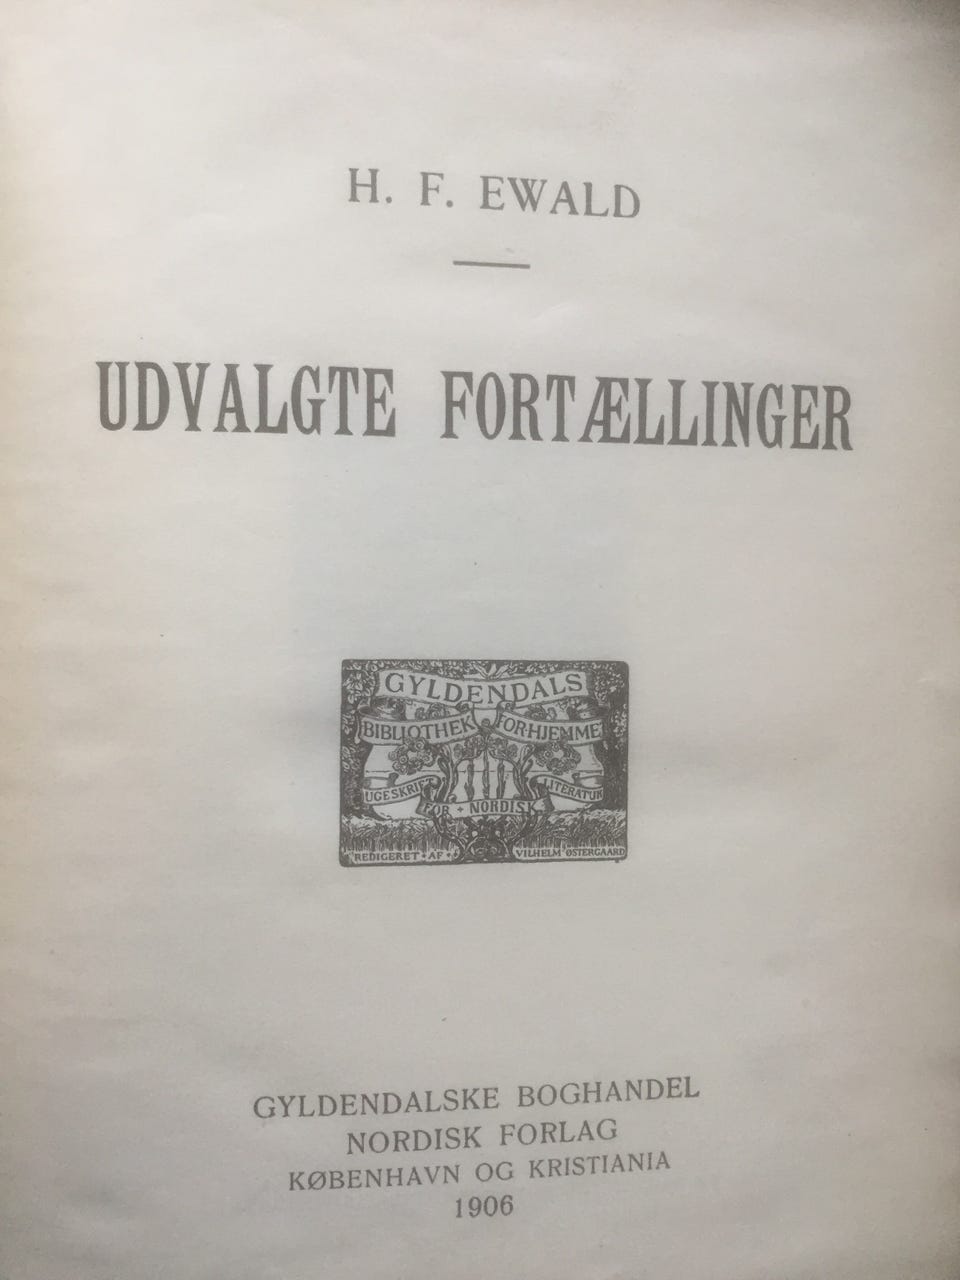 H. F. EWALD
UDVALGTE FORTÆLLINGER
GYLDENDALS
BIBLIOTHEK FOR·HJEMME
UGESKRIFT LITERATUR
FOR + NORDISK
REDIGERET · AF · VILHELM ØSTERGAARD
GYLDENDALSKE BOGHANDEL
NORDISK FORLAG
KØBENHAVN OG KRISTIANIA
1906